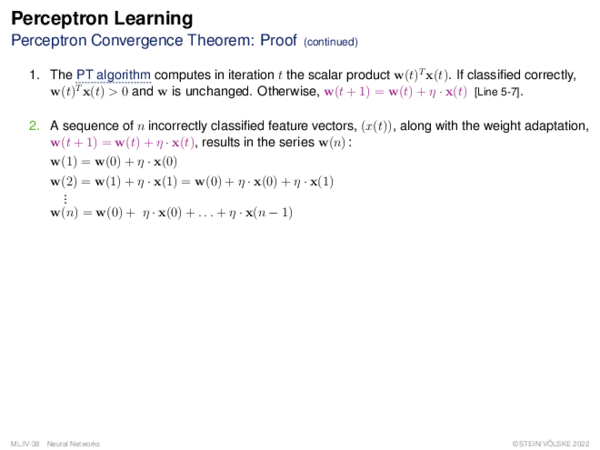 Perceptron Learning
Perceptron Convergence Theorem: Proof (continued)
1. The PT algorithm computes in iteration t the scalar product w(t)ᵀx(t). If classified correctly,
w(t)ᵀx(t) > 0 and w is unchanged. Otherwise, w(t + 1) = w(t) + η · x(t) [Line 5-7].
2. A sequence of n incorrectly classified feature vectors, (x(t)), along with the weight adaptation,
w(t + 1) = w(t) + η · x(t), results in the series w(n) :
w(1) = w(0) + η · x(0)
w(2) = w(1) + η · x(1) = w(0) + η · x(0) + η · x(1)
⋮
w(n) = w(0) + η · x(0) + . . . + η · x(n − 1)
ML:IV-38 Neural Networks
©STEIN/VÖLSKE 2022